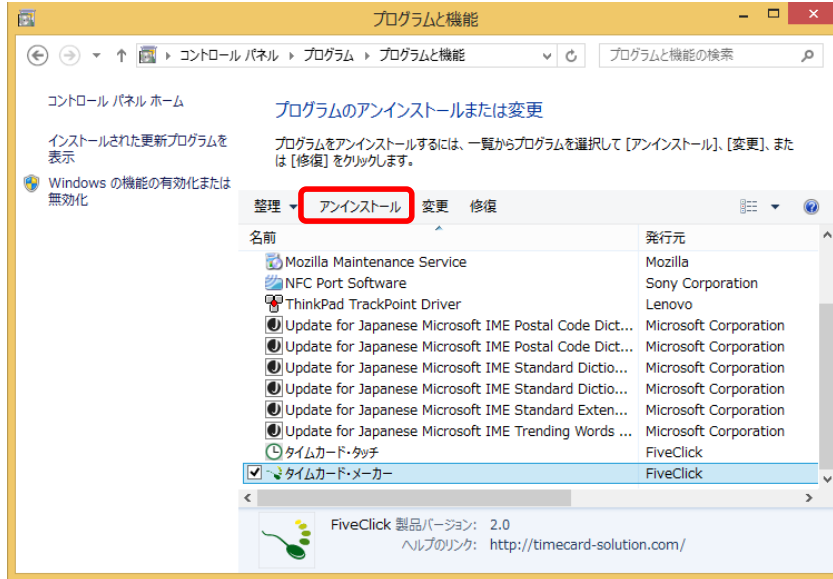 プログラムと機能
コントロール パネル プログラム プログラムと機能
プログラムと機能の検索
コントロール パネル ホーム
インストールされた更新プログラムを
表示
Windows の機能の有効化または
無効化
プログラムのアンインストールまたは変更
プログラムをアンインストールするには、一覧からプログラムを選択して [アンインストール]、[変更]、また
は [修復] をクリックします。
整理 アンインストール 変更 修復
名前 発行元
Mozilla Maintenance Service Mozilla
NFC Port Software Sony Corporation
ThinkPad TrackPoint Driver Lenovo
Update for Japanese Microsoft IME Postal Code Dict... Microsoft Corporation
Update for Japanese Microsoft IME Postal Code Dict... Microsoft Corporation
Update for Japanese Microsoft IME Standard Dictio... Microsoft Corporation
Update for Japanese Microsoft IME Standard Dictio... Microsoft Corporation
Update for Japanese Microsoft IME Standard Exten... Microsoft Corporation
Update for Japanese Microsoft IME Trending Words ... Microsoft Corporation
タイムカード・タッチ FiveClick
タイムカード・メーカー FiveClick
FiveClick 製品バージョン: 2.0
ヘルプのリンク: http://timecard-solution.com/